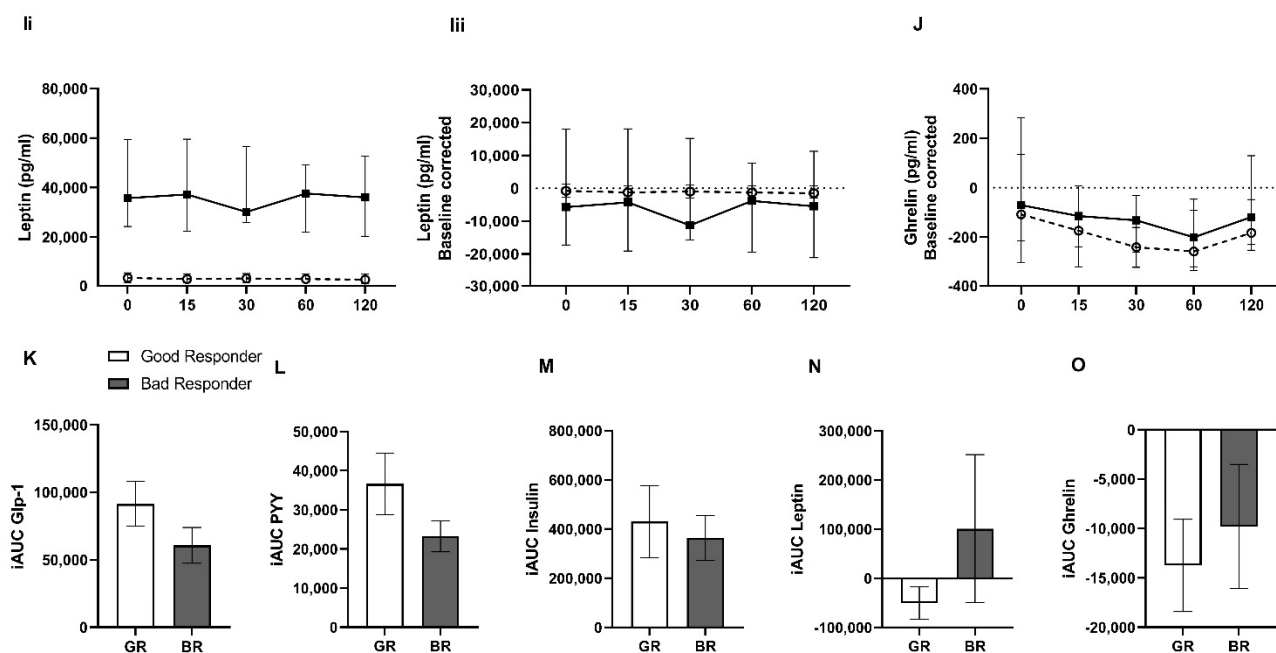 Ii
Iii
J
Leptin (pg/ml)
80,000
60,000
40,000
20,000
0
0 15 30 60 120
Leptin (pg/ml)
Baseline corrected
30,000
20,000
10,000
0
-10,000
-20,000
-30,000
0 15 30 60 120
Ghrelin (pg/ml)
Baseline corrected
400
200
0
-200
-400
0 15 30 60 120
K
Good Responder
Bad Responder
L
M
N
O
iAUC Glp-1
150,000
100,000
50,000
0
GR BR
iAUC PYY
50,000
40,000
30,000
20,000
10,000
0
GR BR
iAUC Insulin
800,000
600,000
400,000
200,000
0
GR BR
iAUC Leptin
300,000
200,000
100,000
0
-100,000
GR BR
iAUC Ghrelin
0
-5,000
-10,000
-15,000
-20,000
GR BR